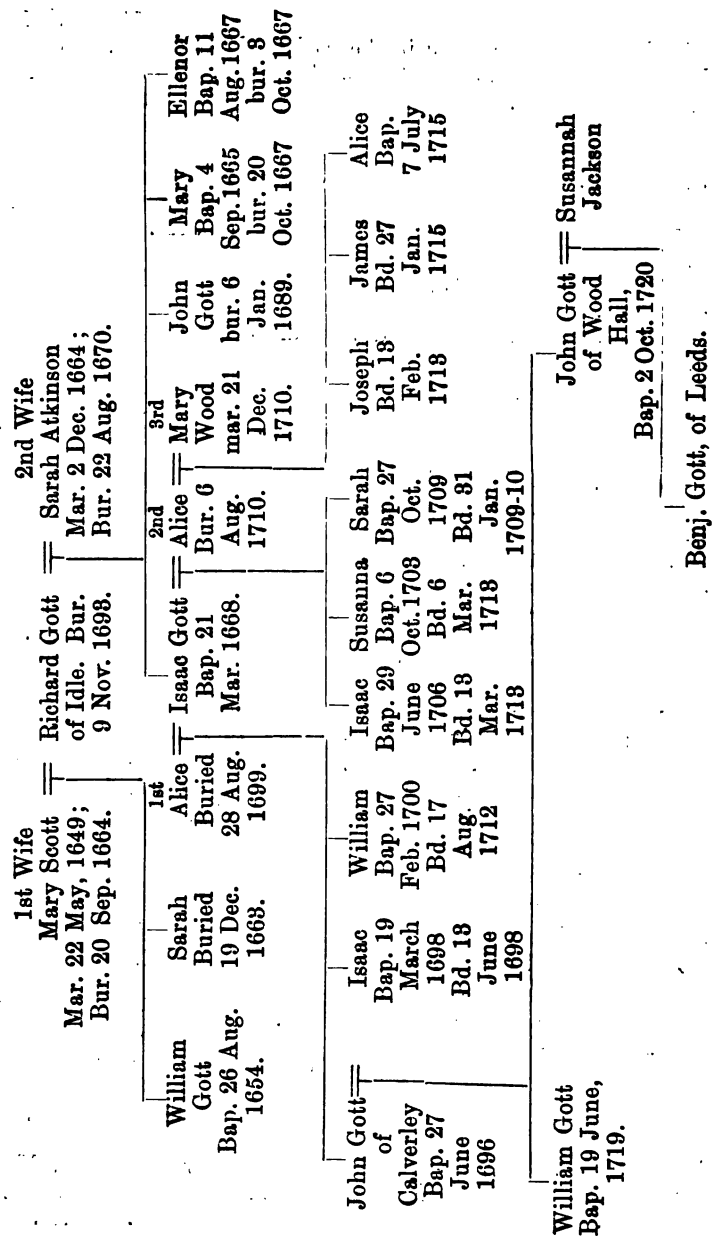 1st Wife
Mary Scott
Mar. 22 May, 1649;
Bur. 20 Sep. 1664.
Richard Gott
of Idle. Bur.
9 Nov. 1693.
2nd Wife
Sarah Atkinson
Mar. 2 Dec. 1664;
Bur. 22 Aug. 1670.
William
Gott
Bap. 26 Aug.
1654.
Sarah
Buried
19 Dec.
1663.
1st
Alice
Buried
28 Aug.
1699.
Isaac Gott
Bap. 21
Mar. 1668.
2nd
Alice
Bur. 6
Aug.
1710.
3rd
Mary
Wood
mar. 21
Dec.
1710.
John
Gott
bur. 6
Jan.
1689.
Mary
Bap. 4
Sep. 1665
bur. 20
Oct. 1667
Ellenor
Bap. 11
Aug. 1667
bur. 3
Oct. 1667
John Gott
of
Calverley
Bap. 27
June
1696
Isaac
Bap. 19
March
1698
Bd. 13
June
1698
William
Bap. 27
Feb. 1700
Bd. 17
Aug.
1712
Isaac
Bap. 29
June
1706
Bd. 13
Mar.
1713
Susanna
Bap. 6
Oct. 1703
Bd. 6
Mar.
1713
Sarah
Bap. 27
Oct.
1709
Bd. 31
Jan.
1709-10
Joseph
Bd. 13
Feb.
1713
James
Bd. 27
Jan.
1715
Alice
Bap.
7 July
1715
William Gott
Bap. 19 June,
1719.
John Gott
of Wood
Hall,
Bap. 2 Oct. 1720
Susannah
Jackson
Benj. Gott, of Leeds.